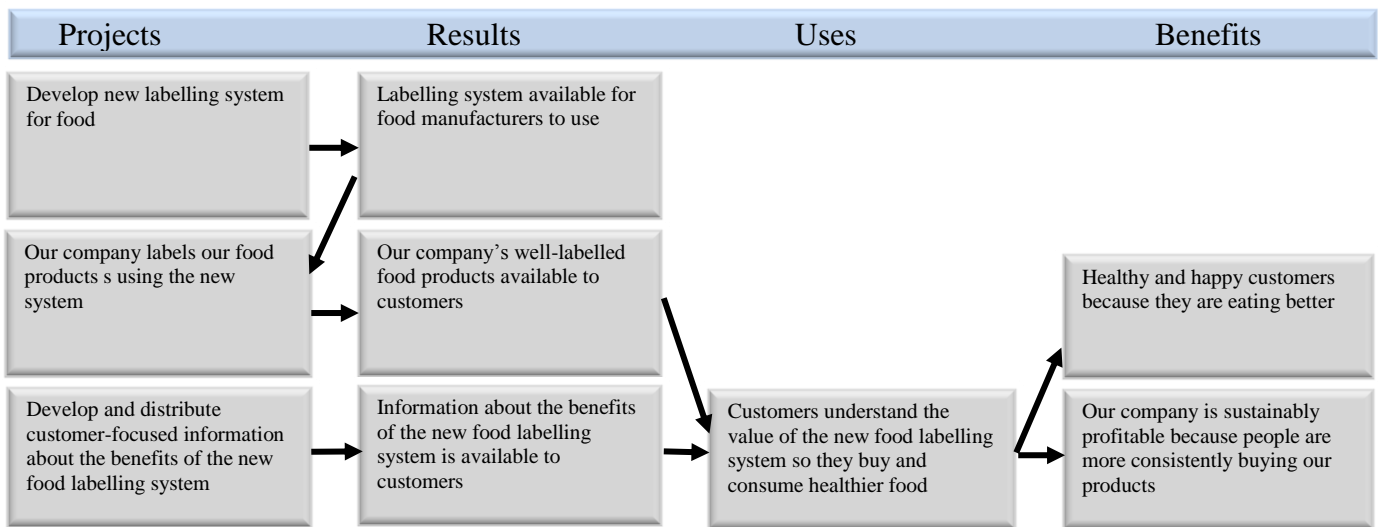 Projects
Results
Uses
Benefits
Develop new labelling system
for food
Labelling system available for
food manufacturers to use
Our company labels our food
products s using the new
system
Our company’s well-labelled
food products available to
customers
Healthy and happy customers
because they are eating better
Develop and distribute
customer-focused information
about the benefits of the new
food labelling system
Information about the benefits
of the new food labelling
system is available to
customers
Customers understand the
value of the new food labelling
system so they buy and
consume healthier food
Our company is sustainably
profitable because people are
more consistently buying our
products